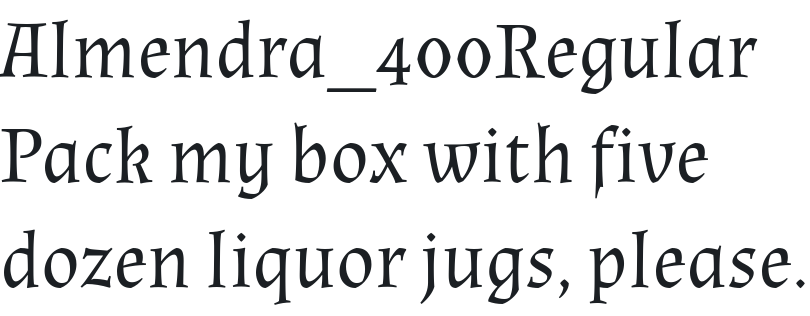 Almendra_400Regular
Pack my box with five
dozen liquor jugs, please.